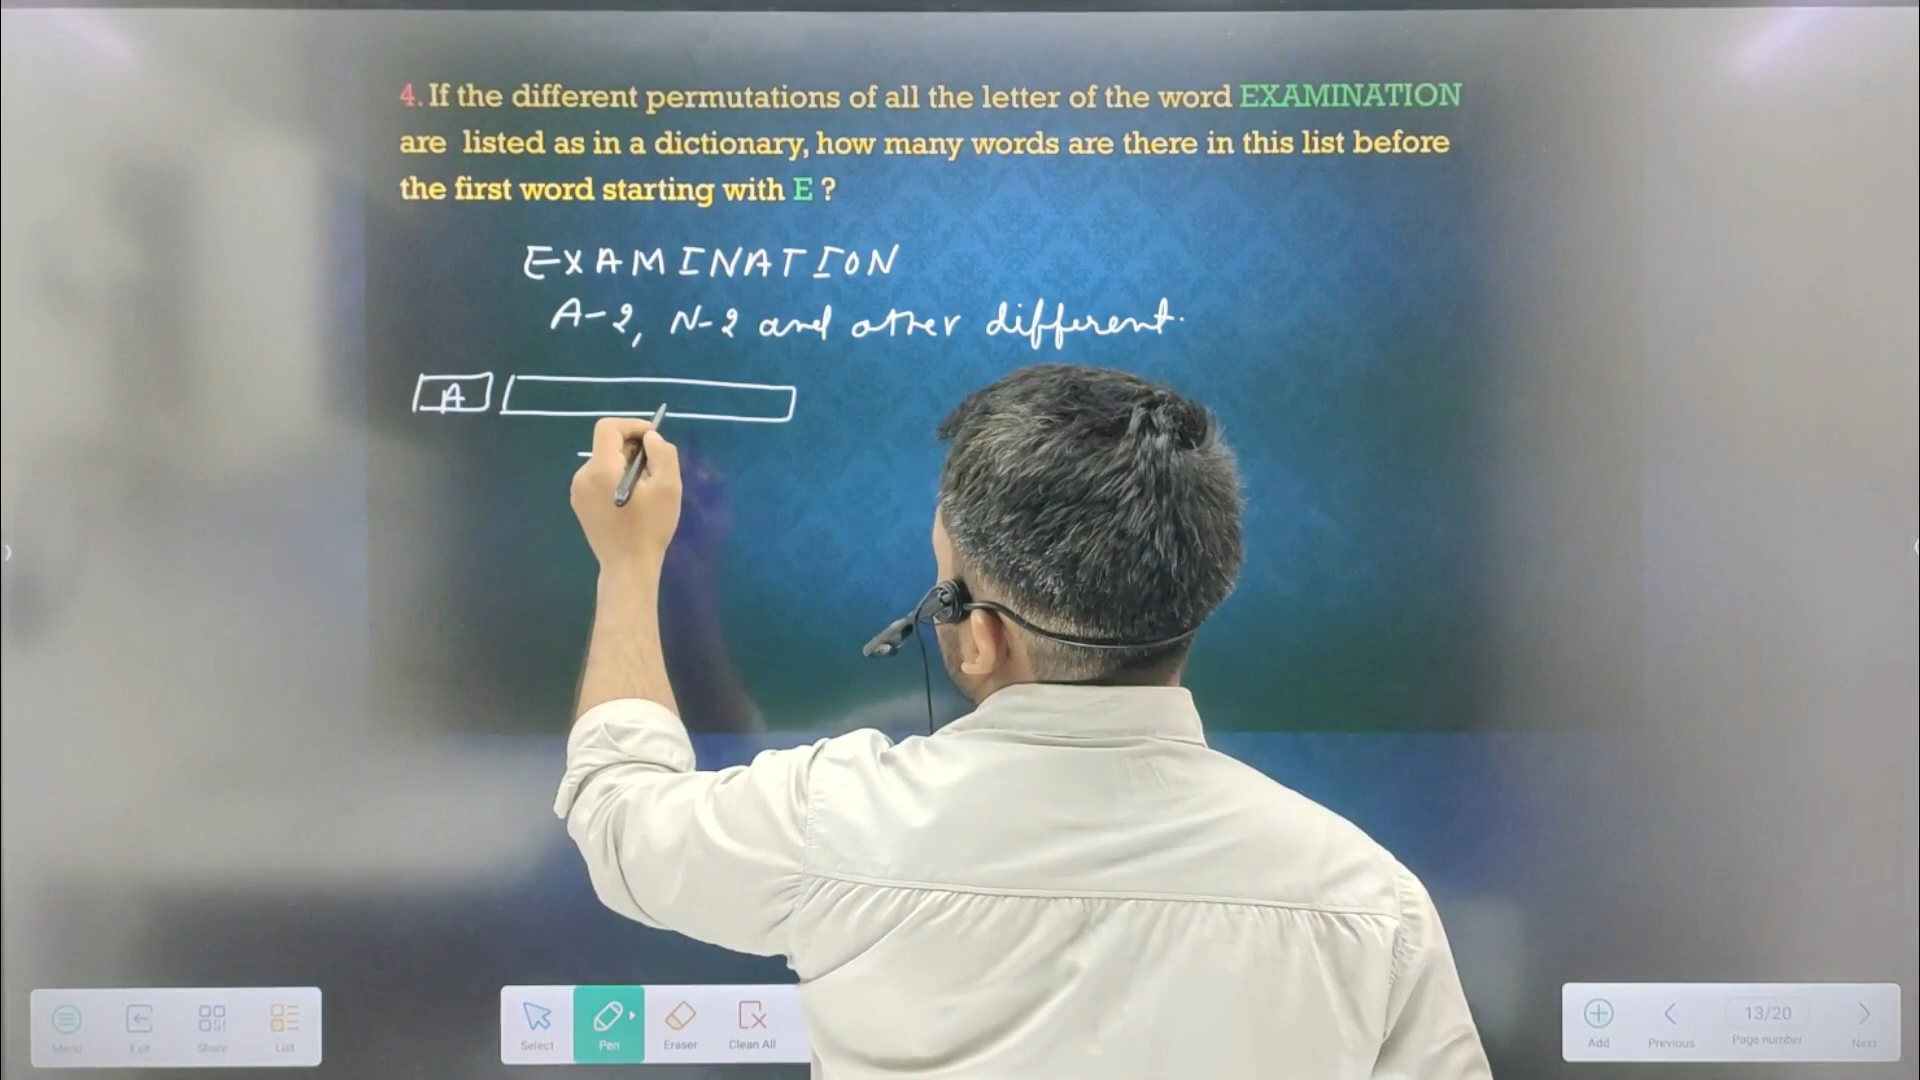 4. If the different permutations of all the letter of the word EXAMINATION
are listed as in a dictionary, how many words are there in this list before
the first word starting with E ?
EXAMINATION
A-2, N-2 and other different.
A
Menu Exit Share List
Select Pen Eraser Clean All
Add Previous 13/20 Page number Next